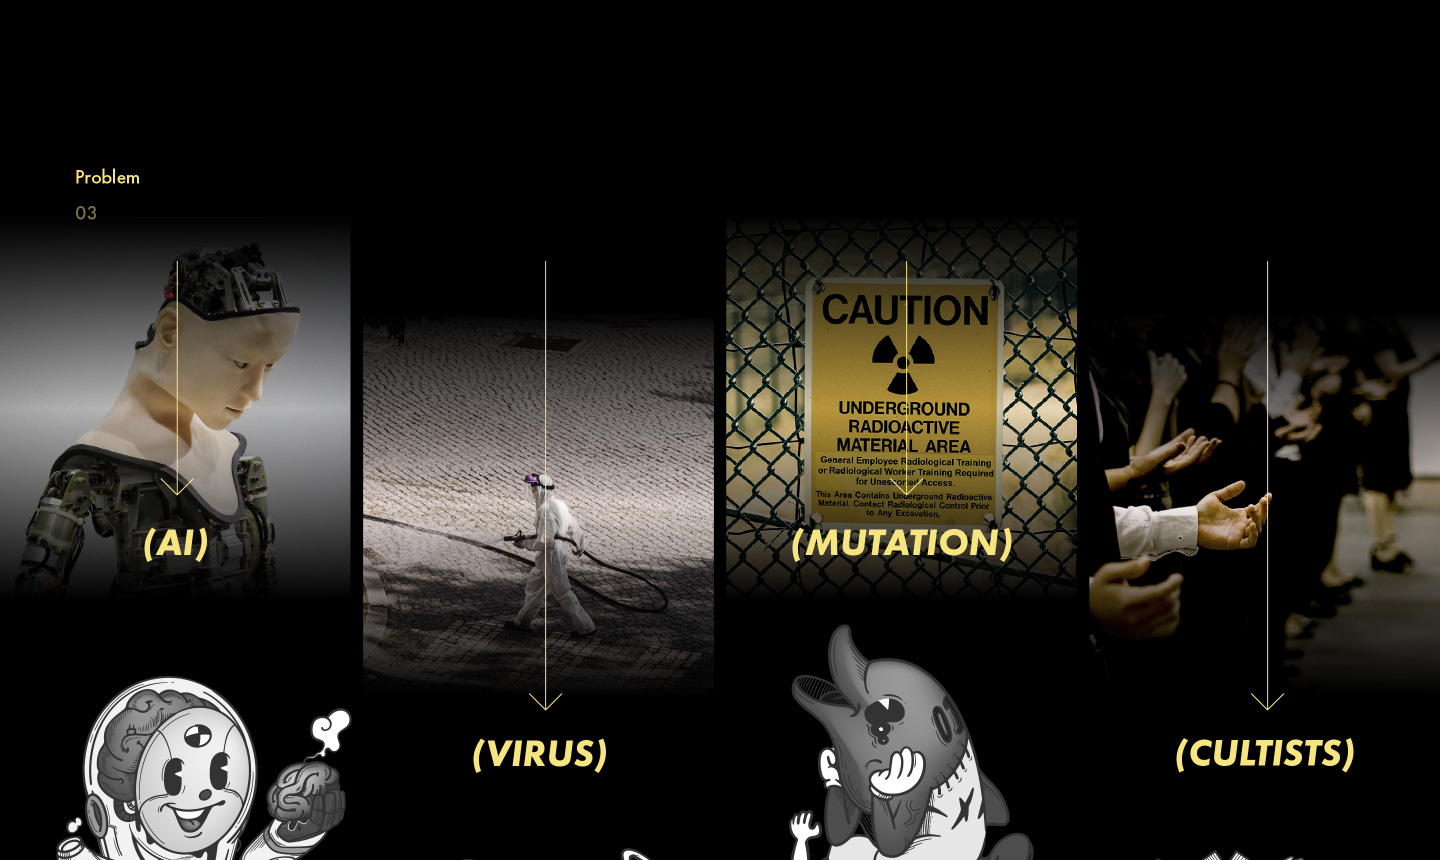 Problem
03
CAUTION
UNDERGROUND
RADIOACTIVE
MATERIAL AREA
General Employee Radiological Training
or Radiological Worker Training Required
for Unescorted Access.
This Area Contains Underground Radioactive
Material. Contact Radiological Control Prior
to Any Excavation.
(AI)
(MUTATION)
03
(VIRUS)
(CULTISTS)